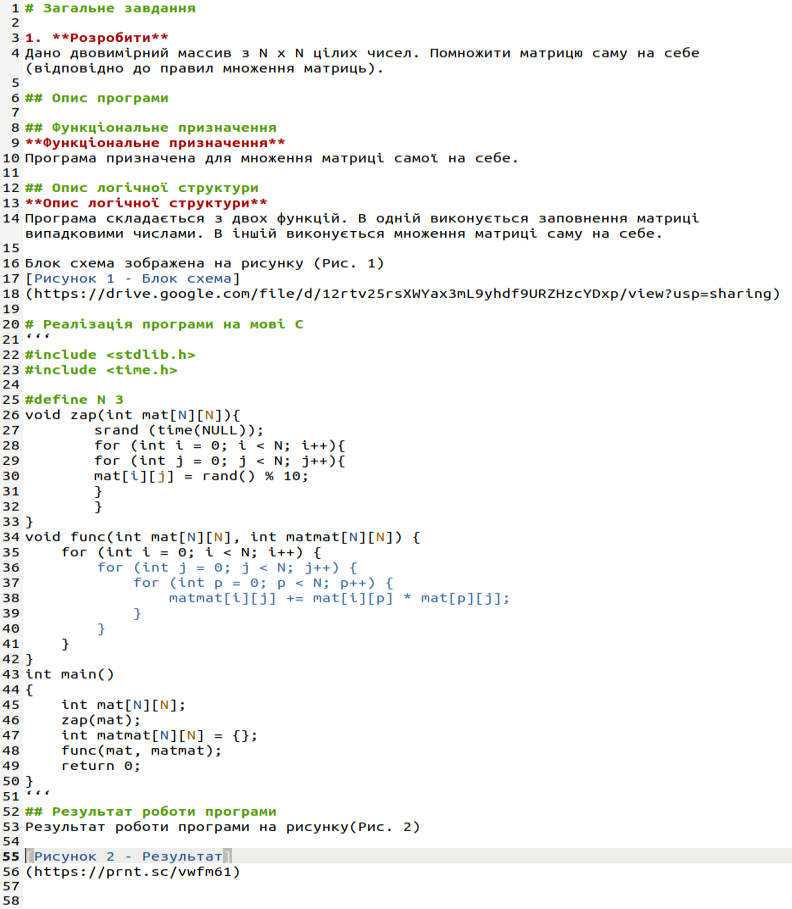 1 # Загальне завдання
2
3 1. **Розробити**
4 Дано двовимірний массив з N x N цілих чисел. Помножити матрицю саму на себе
(відповідно до правил множення матриць).
5
6 ## Опис програми
7
8 ## Функціональне призначення
9 **Функціональне призначення**
10 Програма призначена для множення матриці самої на себе.
11
12 ## Опис логічної структури
13 **Опис логічної структури**
14 Програма складається з двох функцій. В одній виконується заповнення матриці
випадковими числами. В іншій виконується множення матриці саму на себе.
15
16 Блок схема зображена на рисунку (Рис. 1)
17 [Рисунок 1 - Блок схема]
18 (https://drive.google.com/file/d/12rtv25rsXWYax3mL9yhdf9URZHzcYDxp/view?usp=sharing)
19
20 # Реалізація програми на мові C
21 ‘‘‘
22 #include <stdlib.h>
23 #include <time.h>
24
25 #define N 3
26 void zap(int mat[N][N]){
27 srand (time(NULL));
28 for (int i = 0; i < N; i++){
29 for (int j = 0; j < N; j++){
30 mat[i][j] = rand() % 10;
31 }
32 }
33 }
34 void func(int mat[N][N], int matmat[N][N]) {
35 for (int i = 0; i < N; i++) {
36 for (int j = 0; j < N; j++) {
37 for (int p = 0; p < N; p++) {
38 matmat[i][j] += mat[i][p] * mat[p][j];
39 }
40 }
41 }
42 }
43 int main()
44 {
45 int mat[N][N];
46 zap(mat);
47 int matmat[N][N] = {};
48 func(mat, matmat);
49 return 0;
50 }
51 ‘‘‘
52 ## Результат роботи програми
53 Результат роботи програми на рисунку(Рис. 2)
54
55 [Рисунок 2 - Результат]
56 (https://prnt.sc/vwfm61)
57
58